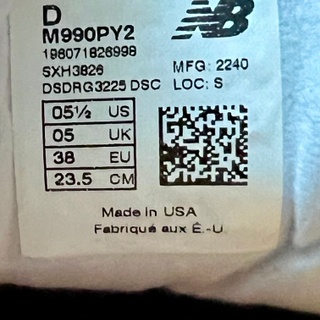 D
M990PY2
198071826998
SXH3826 MFG: 2240
DSDRG3225 DSC LOC: S
05½ US
05 UK
38 EU
23.5 CM
Made in USA
Fabriqué aux É.-U.